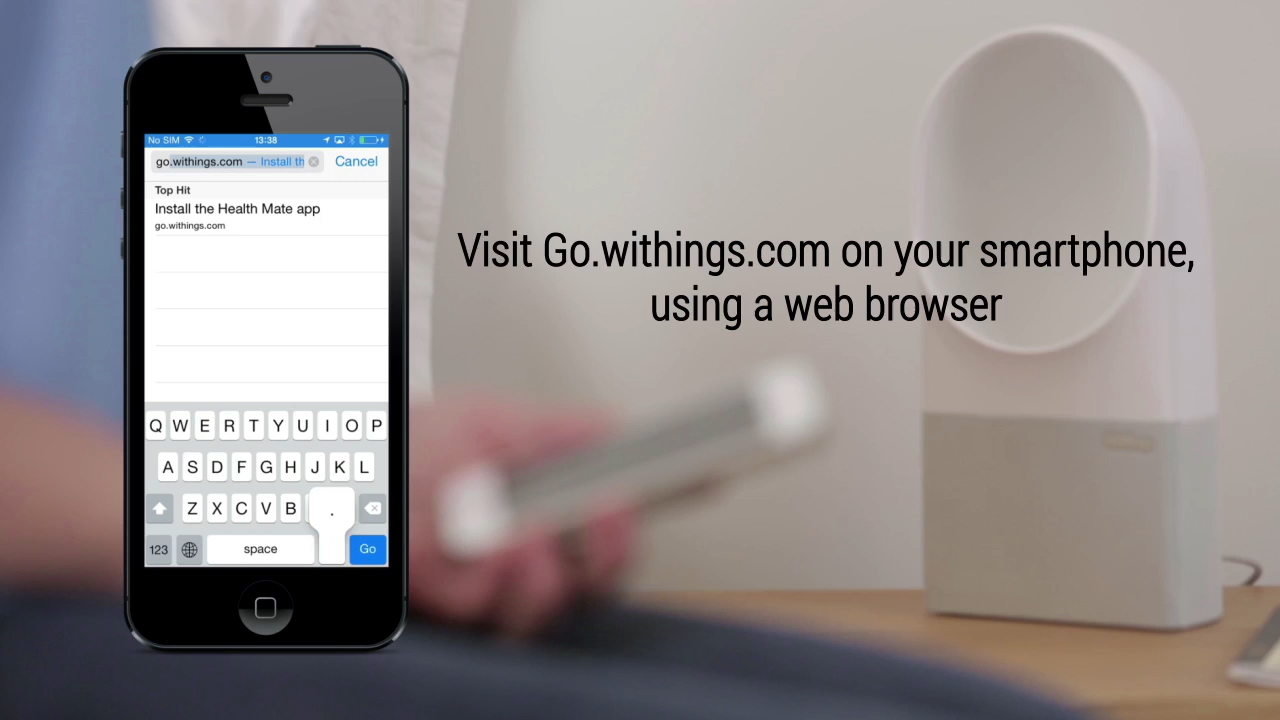 No SIM 13:38
go.withings.com — Install th Cancel
Top Hit
Install the Health Mate app
go.withings.com
Visit Go.withings.com on your smartphone,
using a web browser
Q W E R T Y U I O P
A S D F G H J K L
Z X C V B .
123 space Go